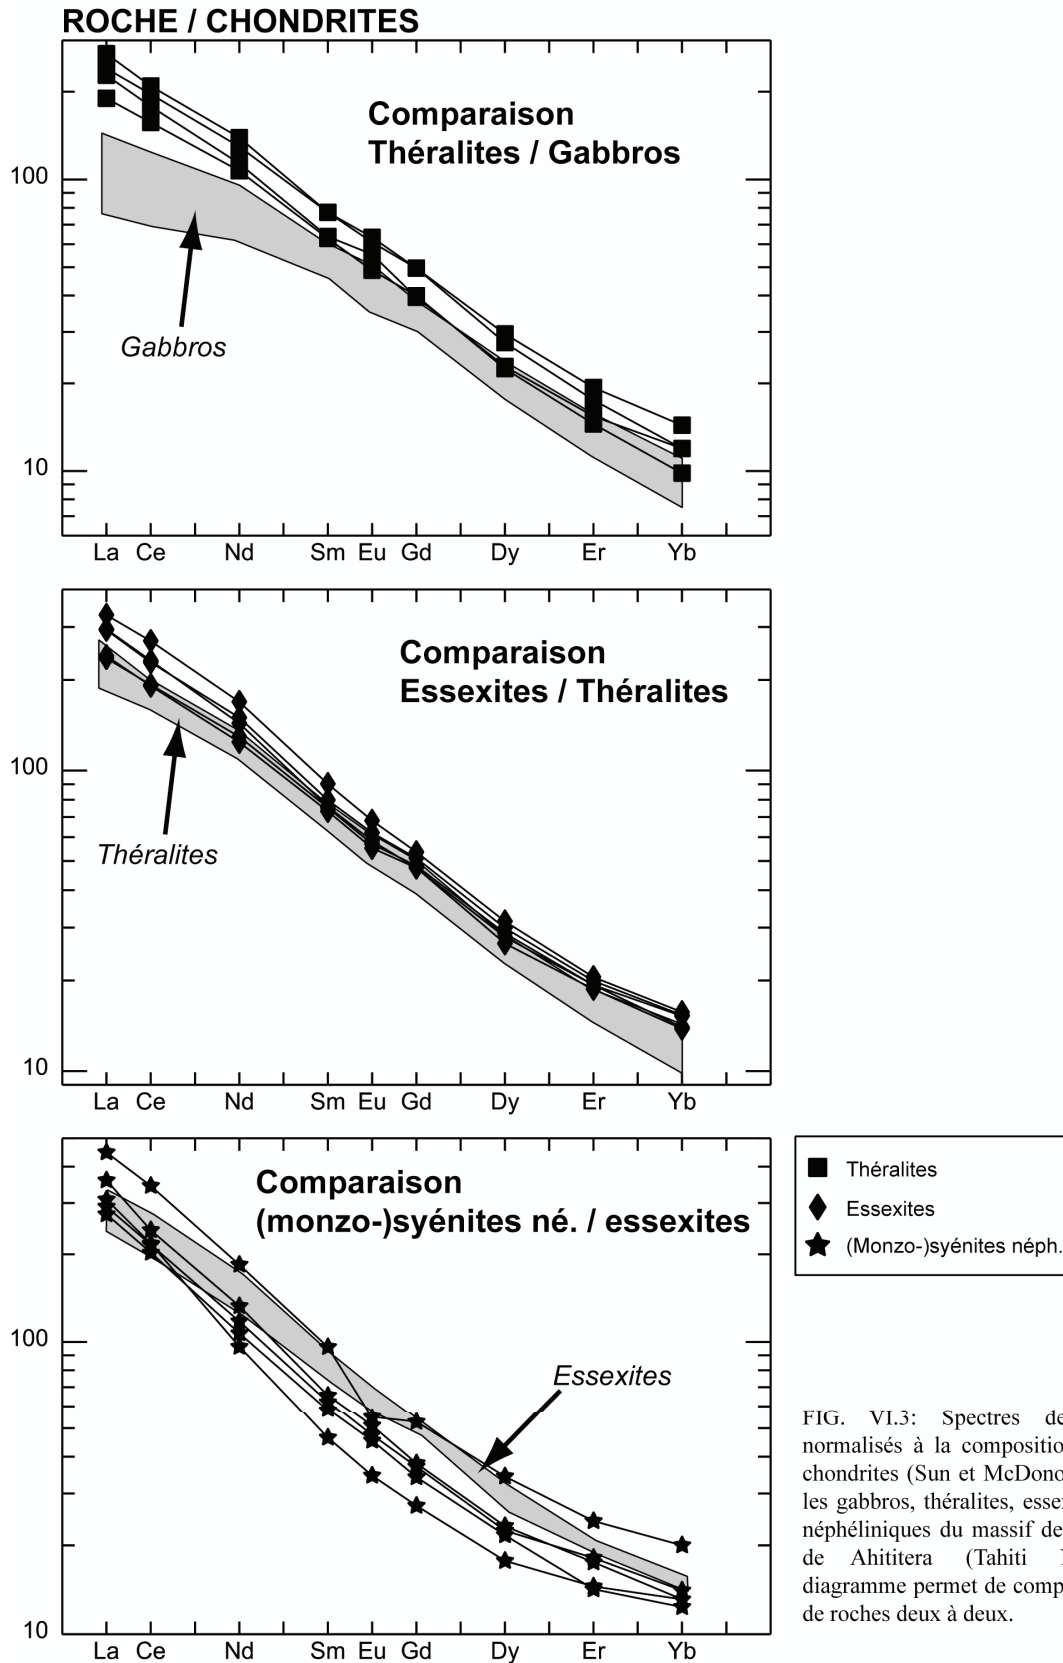 ROCHE / CHONDRITES
Comparaison
Théralites / Gabbros
100
10
Gabbros
La Ce Nd Sm Eu Gd Dy Er Yb
Comparaison
Essexites / Théralites
100
10
Théralites
La Ce Nd Sm Eu Gd Dy Er Yb
Comparaison
(monzo-)syénites né. / essexites
100
10
Essexites
La Ce Nd Sm Eu Gd Dy Er Yb
Théralites
Essexites
(Monzo-)syénites néph.
FIG. VI.3: Spectres de
normalisés à la composition
chondrites (Sun et McDono
les gabbros, théralites, esse
néphéliniques du massif de
de Ahititera (Tahiti
diagramme permet de comp
de roches deux à deux.